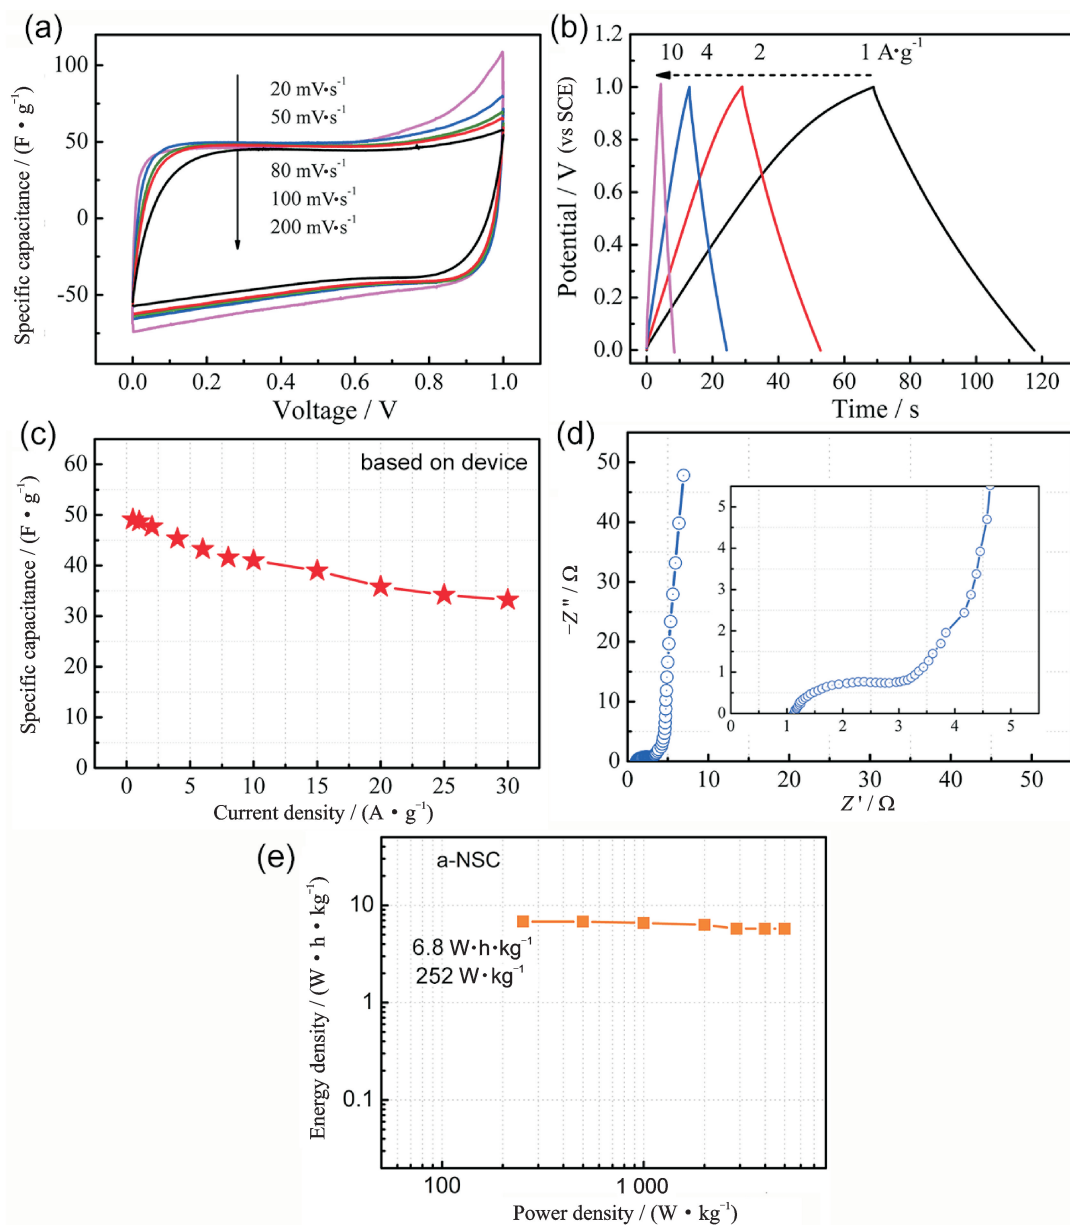 (a)
Specific capacitance / (F • g⁻¹)
100
50
0
-50
20 mV•s⁻¹
50 mV•s⁻¹
80 mV•s⁻¹
100 mV•s⁻¹
200 mV•s⁻¹
0.0 0.2 0.4 0.6 0.8 1.0
Voltage / V
(b)
Potential / V (vs SCE)
1.2
1.0
0.8
0.6
0.4
0.2
0.0
10 4 2 1 A•g⁻¹
0 20 40 60 80 100 120
Time / s
(c)
Specific capacitance / (F • g⁻¹)
60
50
40
30
20
10
0
based on device
0 5 10 15 20 25 30
Current density / (A • g⁻¹)
(d)
−Z" / Ω
50
40
30
20
10
0
5
4
3
2
1
0
0 1 2 3 4 5
0 10 20 30 40 50
Z' / Ω
(e)
Energy density / (W • h • kg⁻¹)
10
1
0.1
a-NSC
6.8 W•h•kg⁻¹
252 W•kg⁻¹
100 1 000
Power density / (W • kg⁻¹)